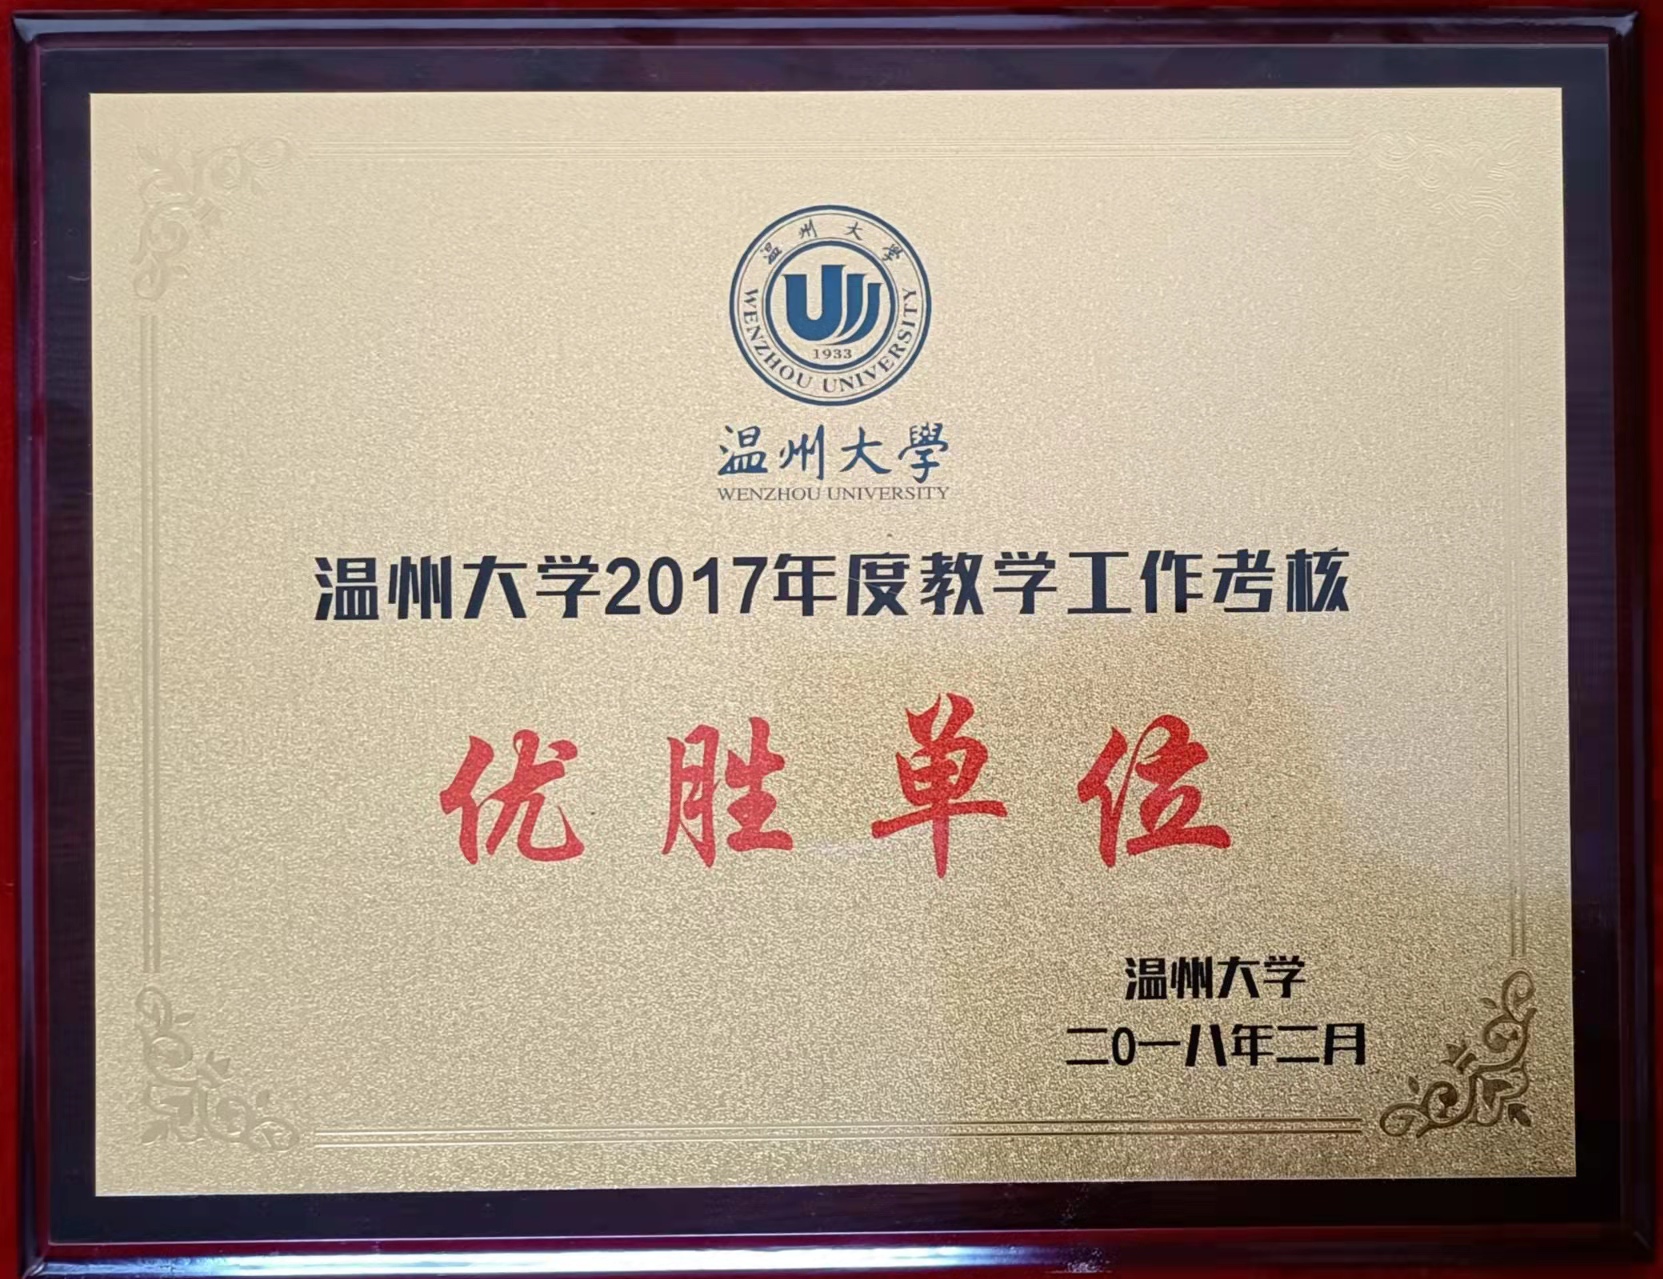 温州大學
1933
WENZHOU UNIVERSITY
温州大學
WENZHOU UNIVERSITY
温州大学2017年度教学工作考核
优胜单位
温州大学
二0一八年二月